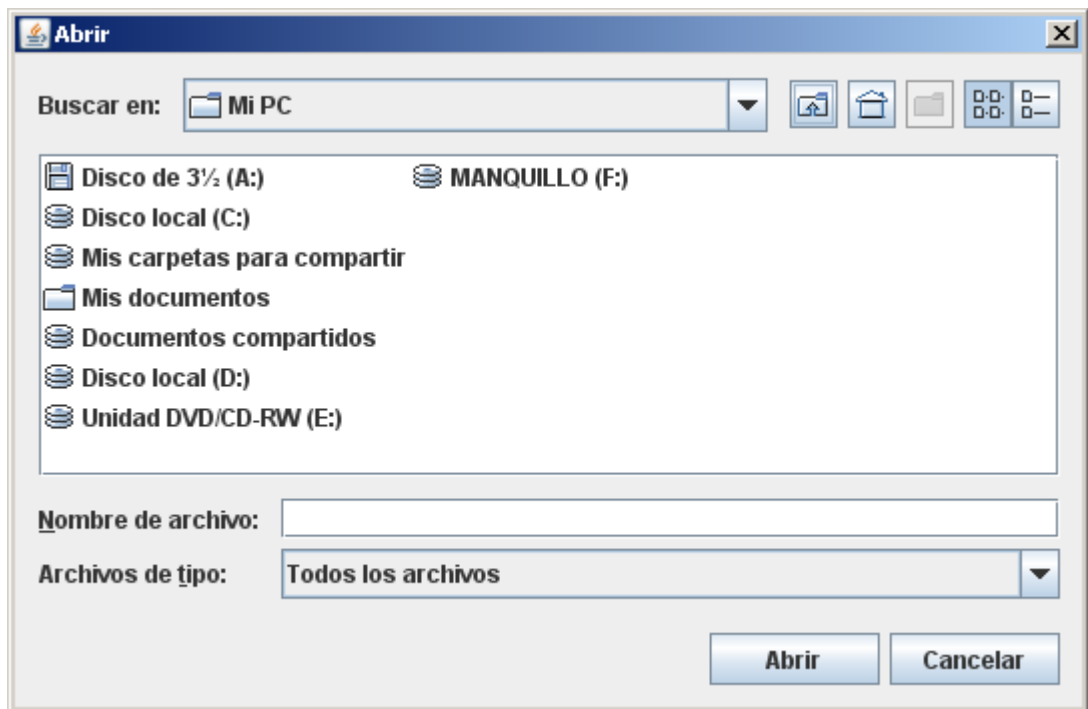 Abrir
Buscar en: Mi PC
Disco de 3½ (A:)
Disco local (C:)
Mis carpetas para compartir
Mis documentos
Documentos compartidos
Disco local (D:)
Unidad DVD/CD-RW (E:)
MANQUILLO (F:)
Nombre de archivo:
Archivos de tipo: Todos los archivos
Abrir Cancelar